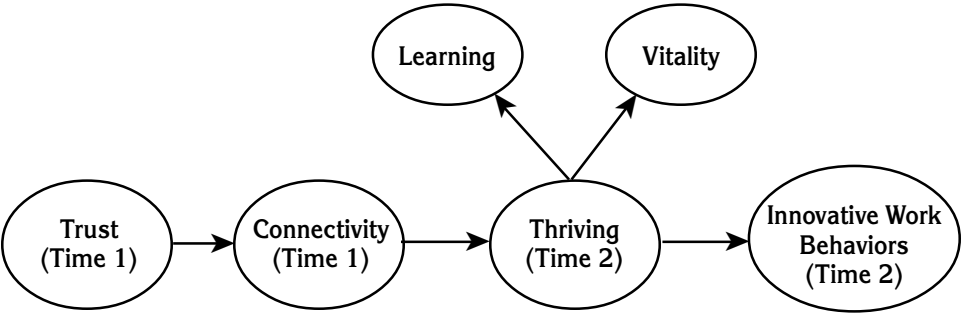 Learning
Vitality
Trust
(Time 1)
Connectivity
(Time 1)
Thriving
(Time 2)
Innovative Work
Behaviors
(Time 2)